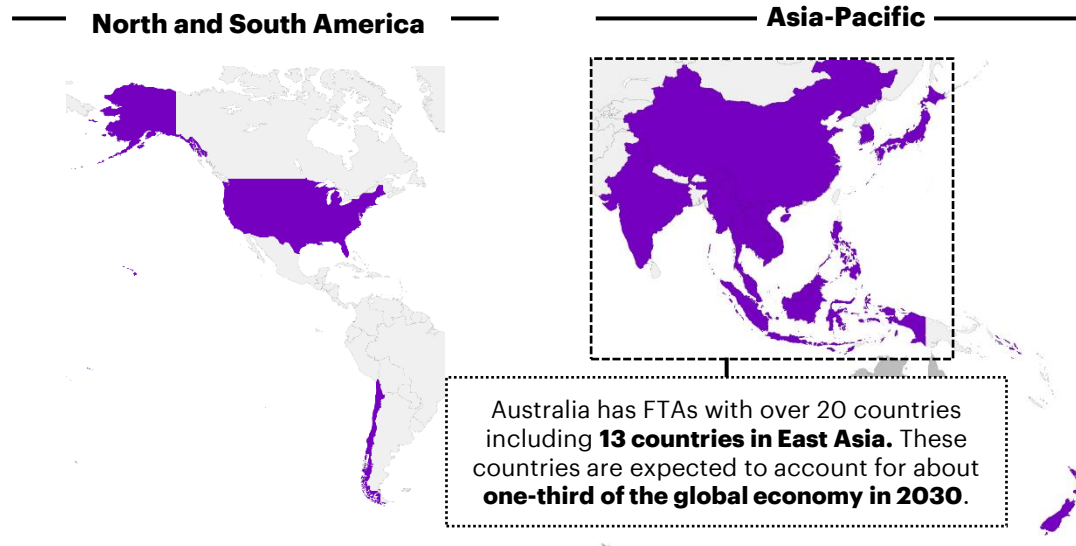 North and South America
Asia-Pacific
Australia has FTAs with over 20 countries
including 13 countries in East Asia. These
countries are expected to account for about
one-third of the global economy in 2030.